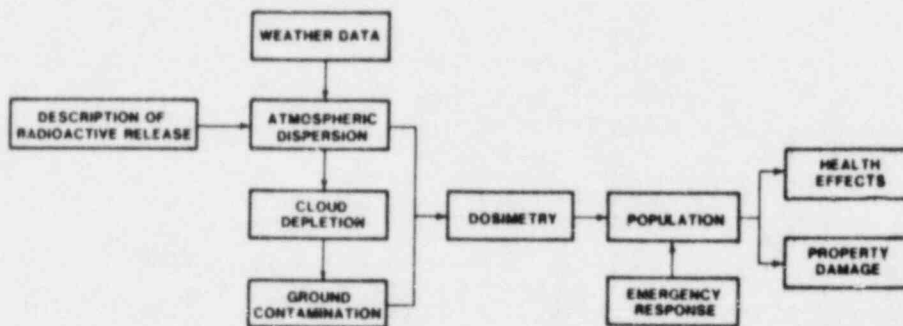 WEATHER DATA
DESCRIPTION OF
RADIOACTIVE RELEASE
ATMOSPHERIC
DISPERSION
CLOUD
DEPLETION
GROUND
CONTAMINATION
DOSIMETRY
POPULATION
EMERGENCY
RESPONSE
HEALTH
EFFECTS
PROPERTY
DAMAGE